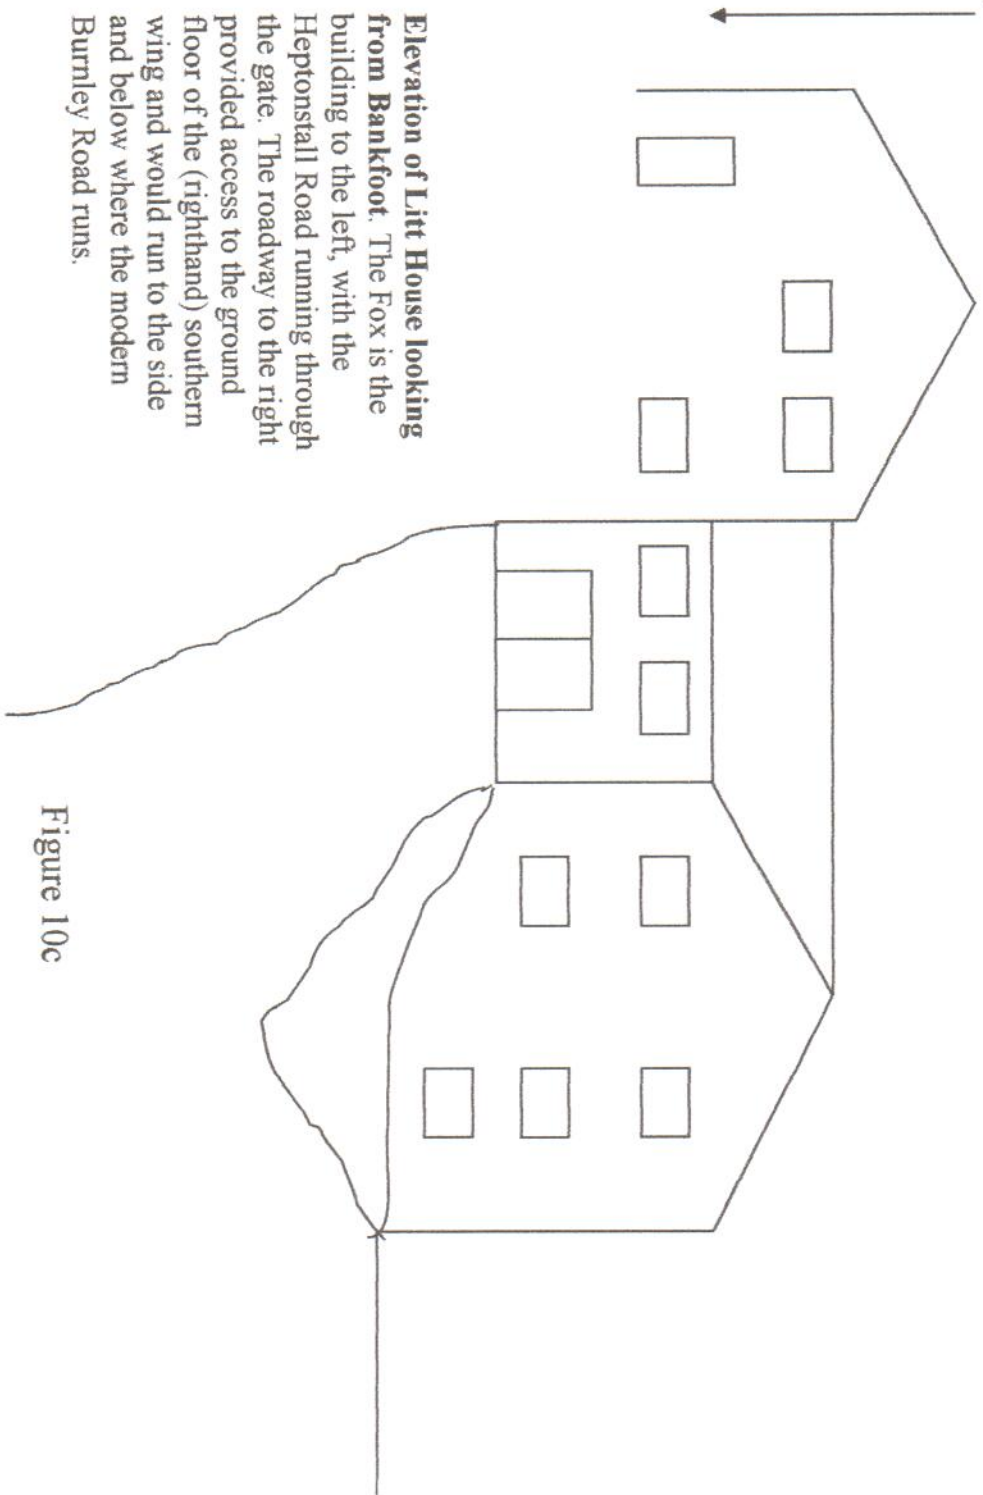 Elevation of Litt House looking
from Bankfoot. The Fox is the
building to the left, with the
Heptonstall Road running through
the gate. The roadway to the right
provided access to the ground
floor of the (righthand) southern
wing and would run to the side
and below where the modern
Burnley Road runs.
Figure 10c